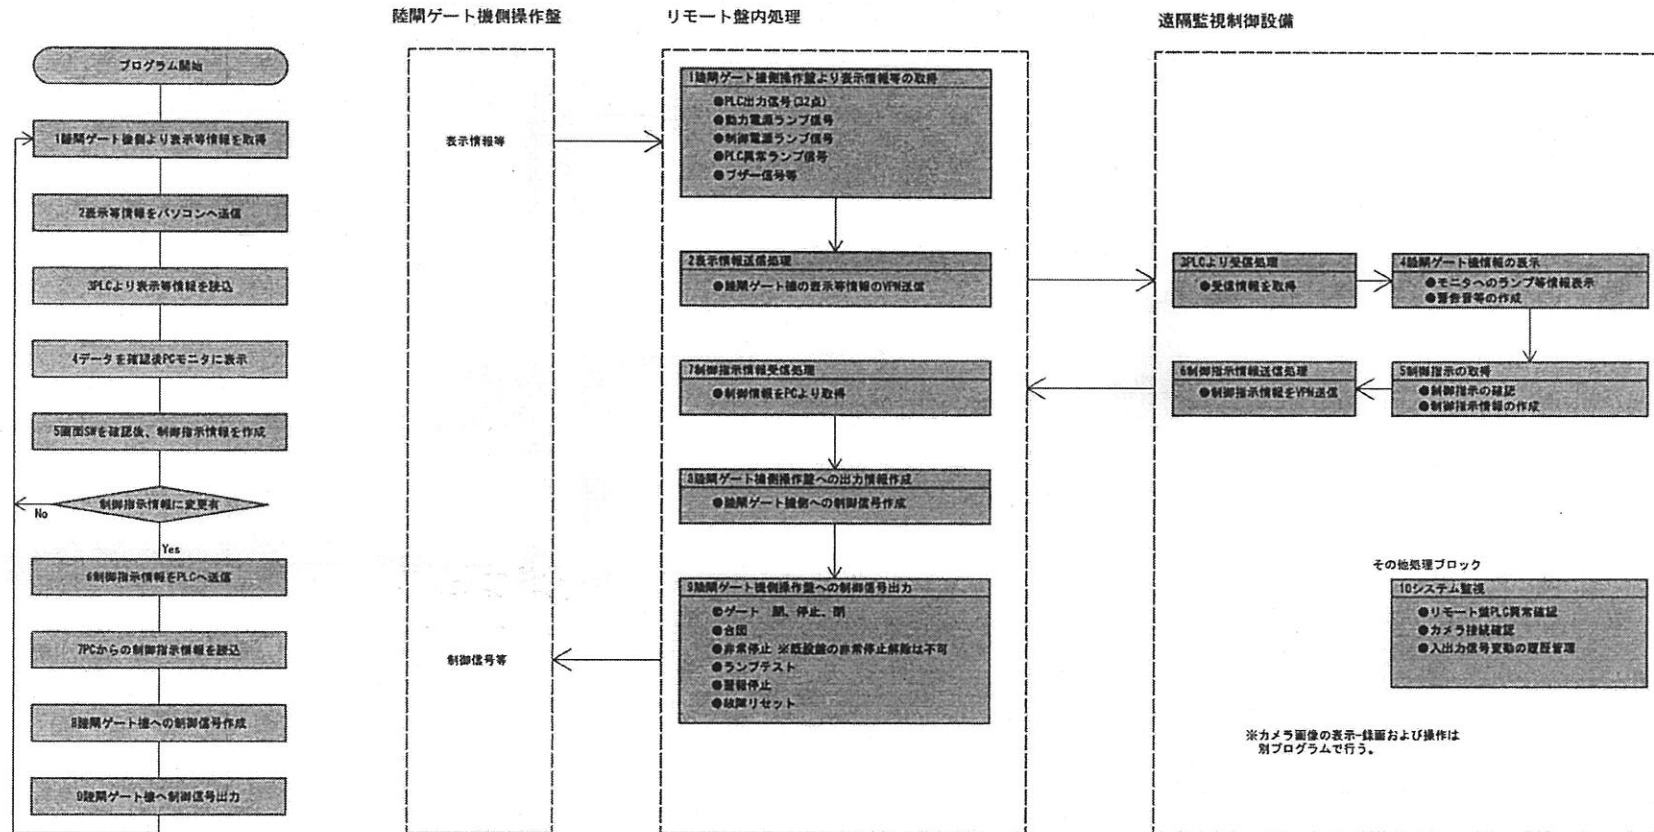 陸閘ゲート機側操作盤
リモート盤内処理
遠隔監視制御設備
プログラム開始
1陸閘ゲート機側より表示等情報を取得
2表示等情報をパソコンへ送信
3PLCより表示等情報を読込
4データを確認後PCモニタに表示
5画面SWを確認後、制御指示情報を作成
制御指示情報に変更有
No
Yes
6制御指示情報をPLCへ送信
7PCからの制御指示情報を読込
8陸閘ゲート機への制御信号作成
9陸閘ゲート機へ制御信号出力
表示情報等
制御信号等
1陸閘ゲート機側操作盤より表示情報等の取得
●PLC出力信号(32点)
●動力電源ランプ信号
●制御電源ランプ信号
●PLC異常ランプ信号
●ブザー信号等
2表示情報送信処理
●陸閘ゲート機の表示等情報のVPN送信
7制御指示情報受信処理
●制御情報をPCより取得
8陸閘ゲート機側操作盤への出力情報作成
●陸閘ゲート機側への制御信号作成
9陸閘ゲート機側操作盤への制御信号出力
●ゲート 開、停止、閉
●合図
●非常停止 ※既設盤の非常停止解除は不可
●ランプテスト
●警報停止
●故障リセット
3PLCより受信処理
●受信情報を取得
4陸閘ゲート機情報の表示
●モニタへのランプ等情報表示
●警告音等の作成
6制御指示情報送信処理
●制御指示情報をVPN送信
5制御指示の取得
●制御指示の確認
●制御指示情報の作成
その他処理ブロック
10システム監視
●リモート盤PLC異常確認
●カメラ接続確認
●入出力信号変動の履歴管理
※カメラ画像の表示-録画および操作は
別プログラムで行う。